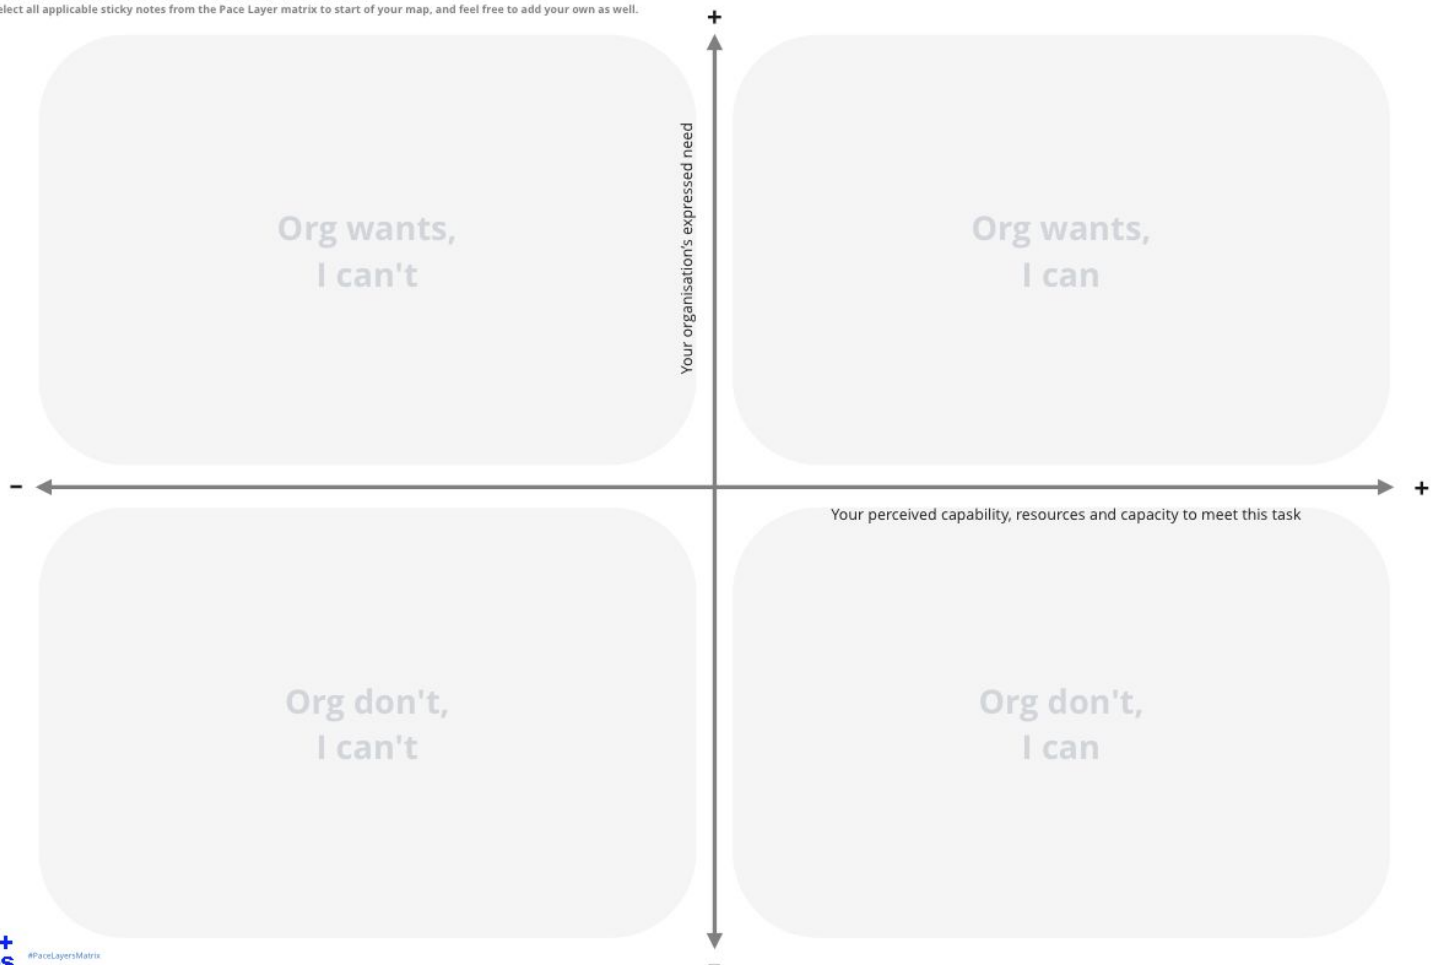 elect all applicable sticky notes from the Pace Layer matrix to start of your map, and feel free to add your own as well.
+
Org wants,
I can't
Your organisation's expressed need
Org wants,
I can
–
+
Your perceived capability, resources and capacity to meet this task
Org don't,
I can't
Org don't,
I can
+
s
#PaceLayersMatrix
–